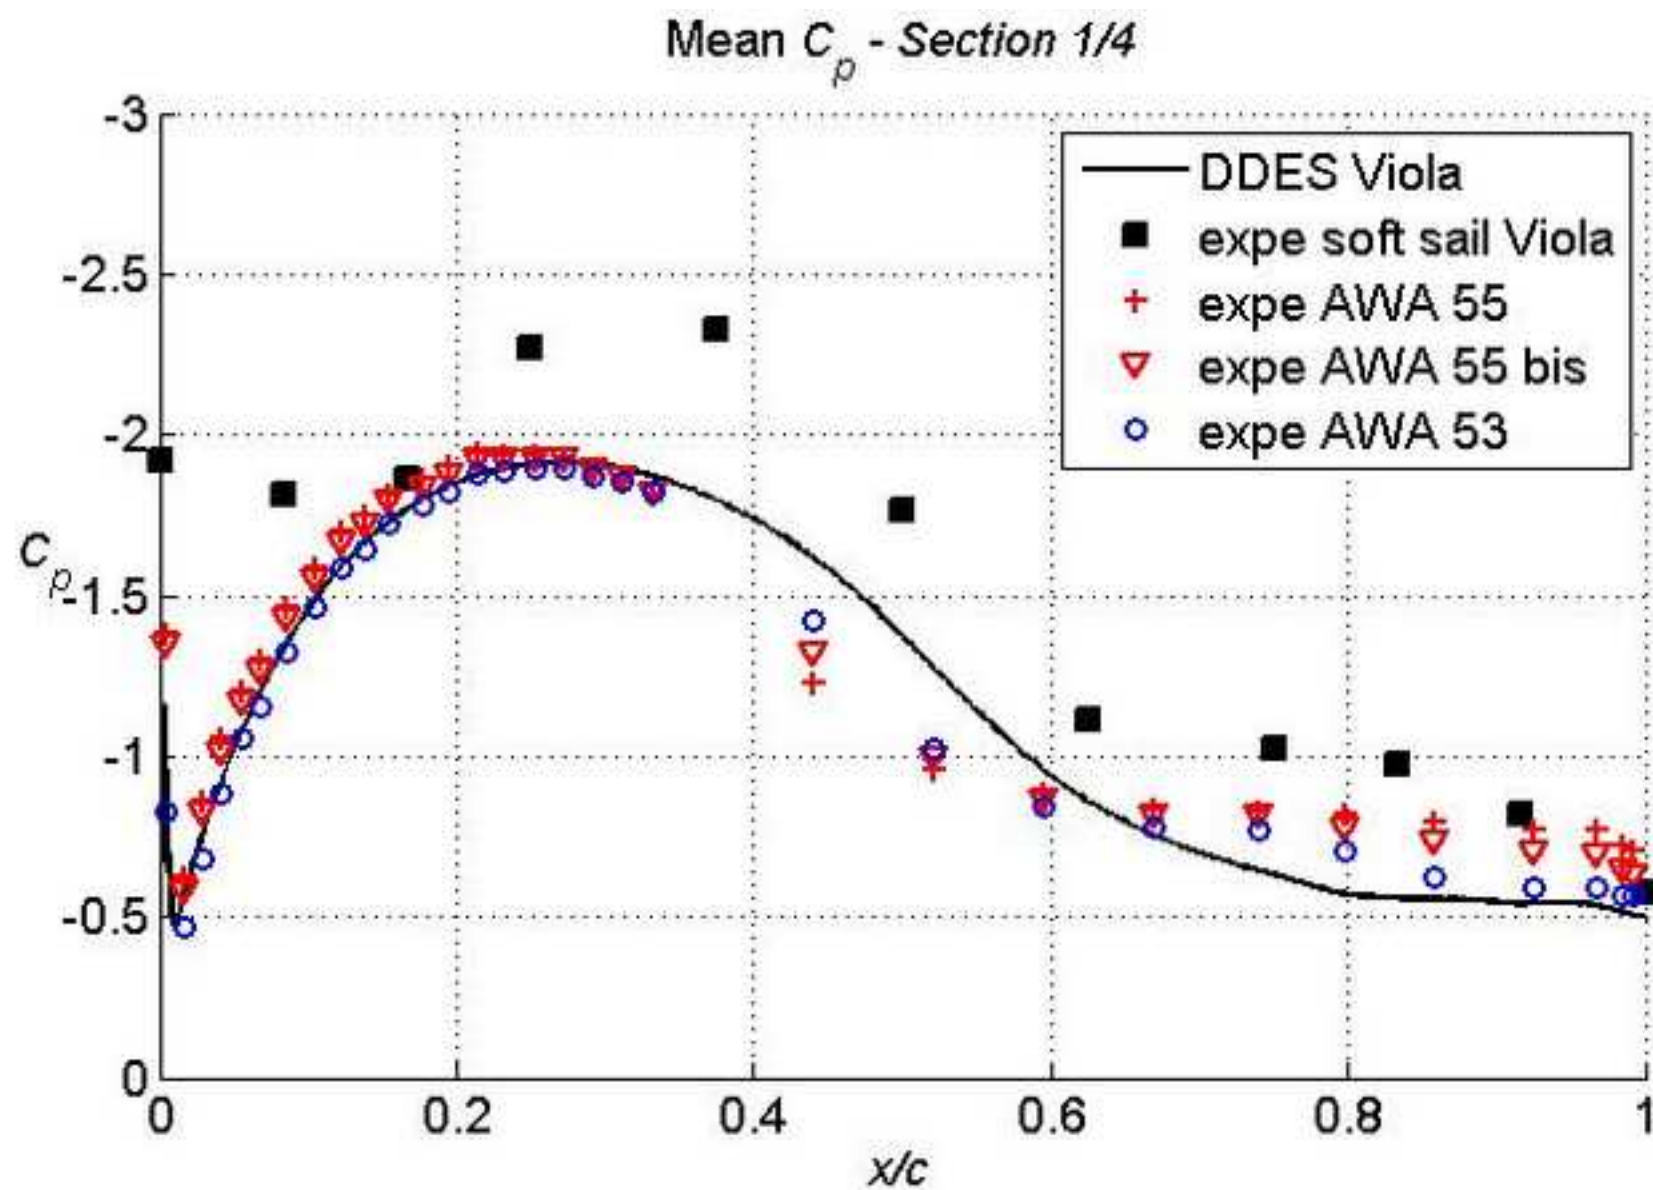 Mean Cp - Section 1/4
-3
-2.5
-2
-1.5
-1
-0.5
0
Cp
0
0.2
0.4
0.6
0.8
1
x/c
DDES Viola
expe soft sail Viola
expe AWA 55
expe AWA 55 bis
expe AWA 53